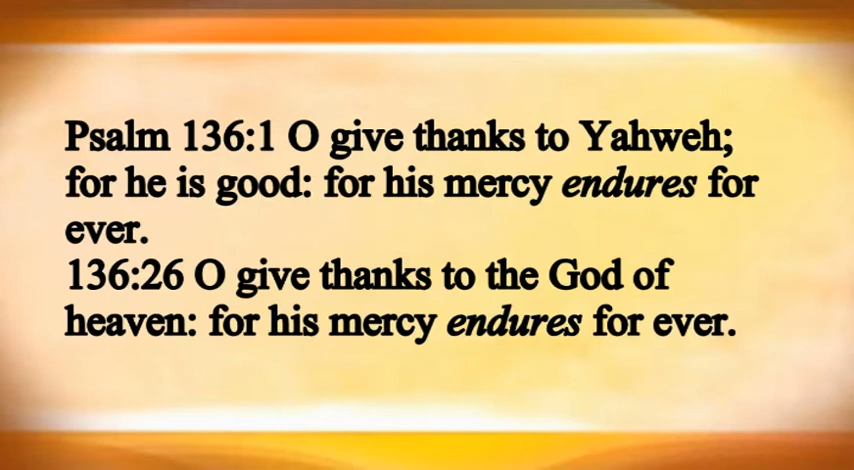 Psalm 136:1 O give thanks to Yahweh;
for he is good: for his mercy endures for
ever.
136:26 O give thanks to the God of
heaven: for his mercy endures for ever.